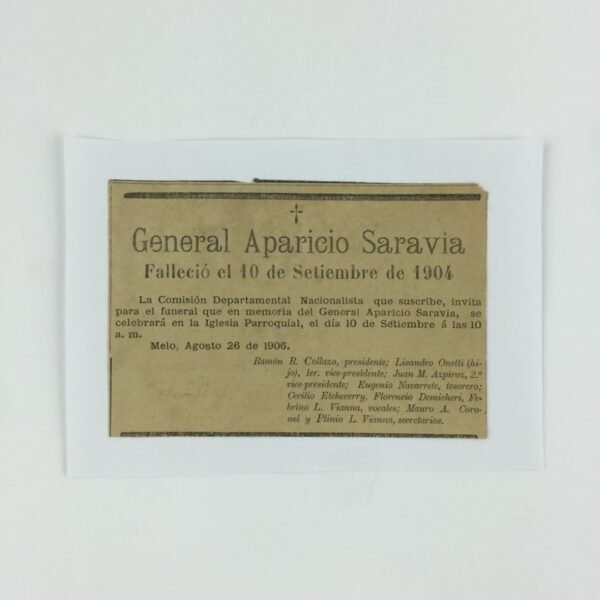 General Aparicio Saravia
Falleció el 10 de Setiembre de 1904
La Comisión Departamental Nacionalista que suscribe, invita
para el funeral que en memoria del General Aparicio Saravia, se
celebrará en la Iglesia Parroquial, el día 10 de Setiembre á las 10
a. m.
Melo, Agosto 26 de 1906.
Ramón R. Collazo, presidente; Lisandro Onetti (hi-
jo), 1er. vice-presidente; Juan M. Azpiroz, 2.º
vice-presidente; Eugenio Navarrete, tesorero;
Cecilio Etcheverry, Florencio Demicheri, Fe-
brino L. Vianna, vocales; Mauro A. Coro-
nel y Plinio L. Vianna, secretarios.